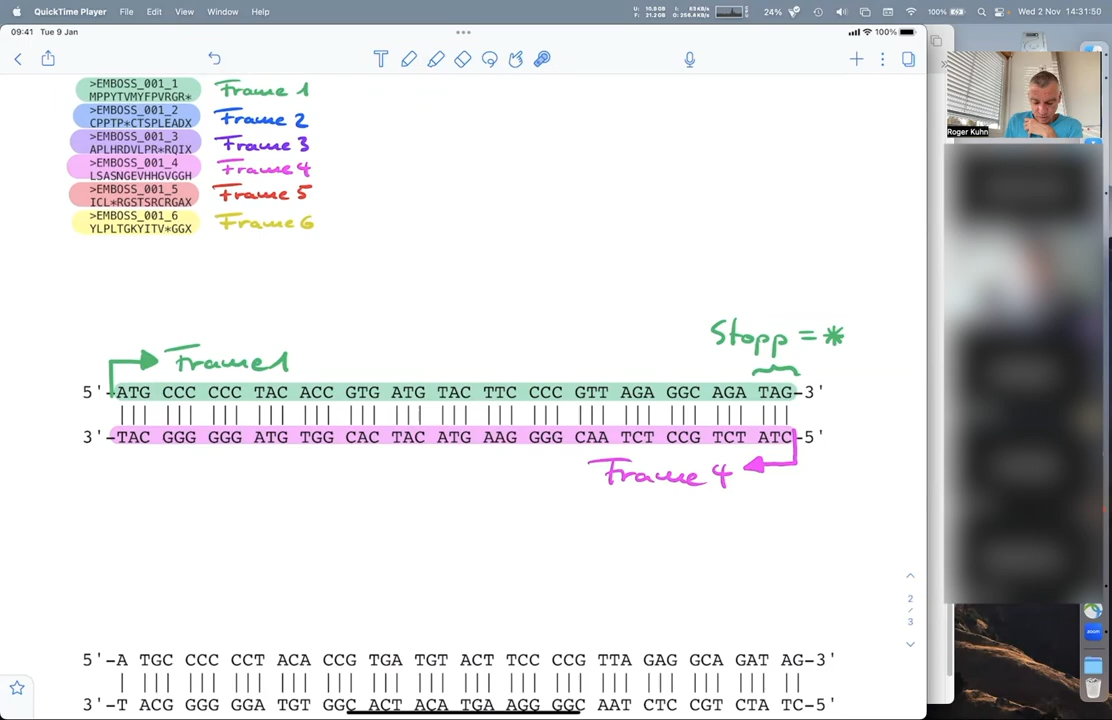 QuickTime Player File Edit View Window Help 24% 100% Wed 2 Nov 14:31:50
09:41 Tue 9 Jan 100%
>EMBOSS_001_1
MPPYTVMYFPVRGR* Frame 1
>EMBOSS_001_2
CPPTP*CTSPLEADX Frame 2
>EMBOSS_001_3
APLHRDVLPR*RQIX Frame 3
>EMBOSS_001_4
LSASNGEVHHGVGGH Frame 4
>EMBOSS_001_5
ICL*RGSTSRCRGAX Frame 5
>EMBOSS_001_6
YLPLTGKYITV*GGX Frame 6
Roger Kuhn
Stopp = *
Frame 1
5'-ATG CCC CCC TAC ACC GTG ATG TAC TTC CCC GTT AGA GGC AGA TAG-3'
3'-TAC GGG GGG ATG TGG CAC TAC ATG AAG GGG CAA TCT CCG TCT ATC-5'
Frame 4
2
/
3
5'-A TGC CCC CCT ACA CCG TGA TGT ACT TCC CCG TTA GAG GCA GAT AG-3'
3'-T ACG GGG GGA TGT GGC ACT ACA TGA AGG GGC AAT CTC CGT CTA TC-5'
zoom